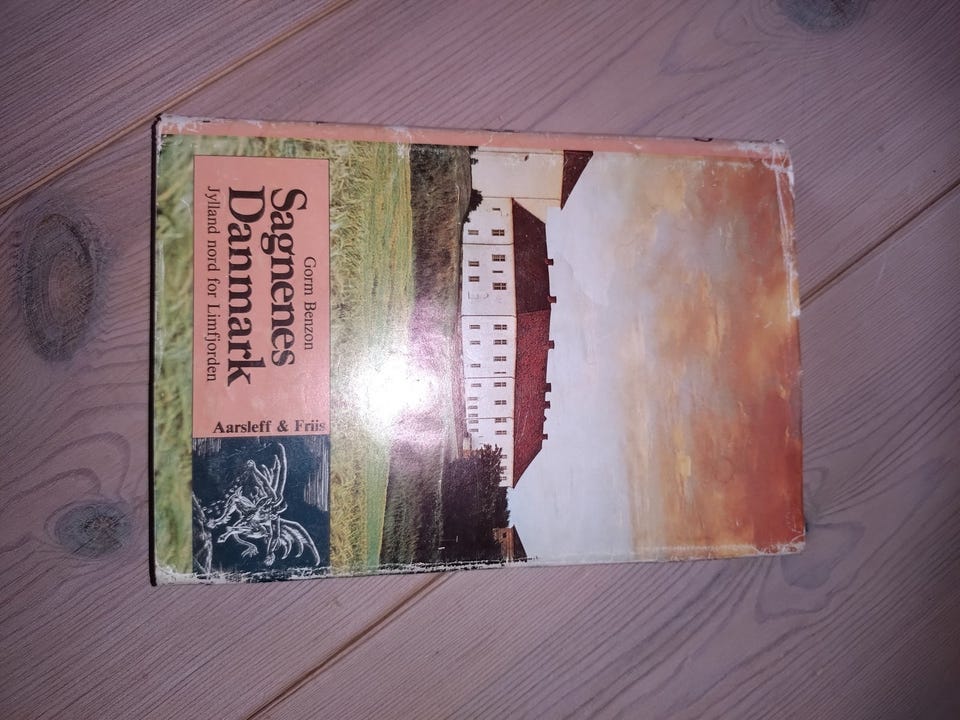 Gorm Benzon
Sagnenes
Danmark
Jylland nord for Limfjorden
Aarsleff & Friis